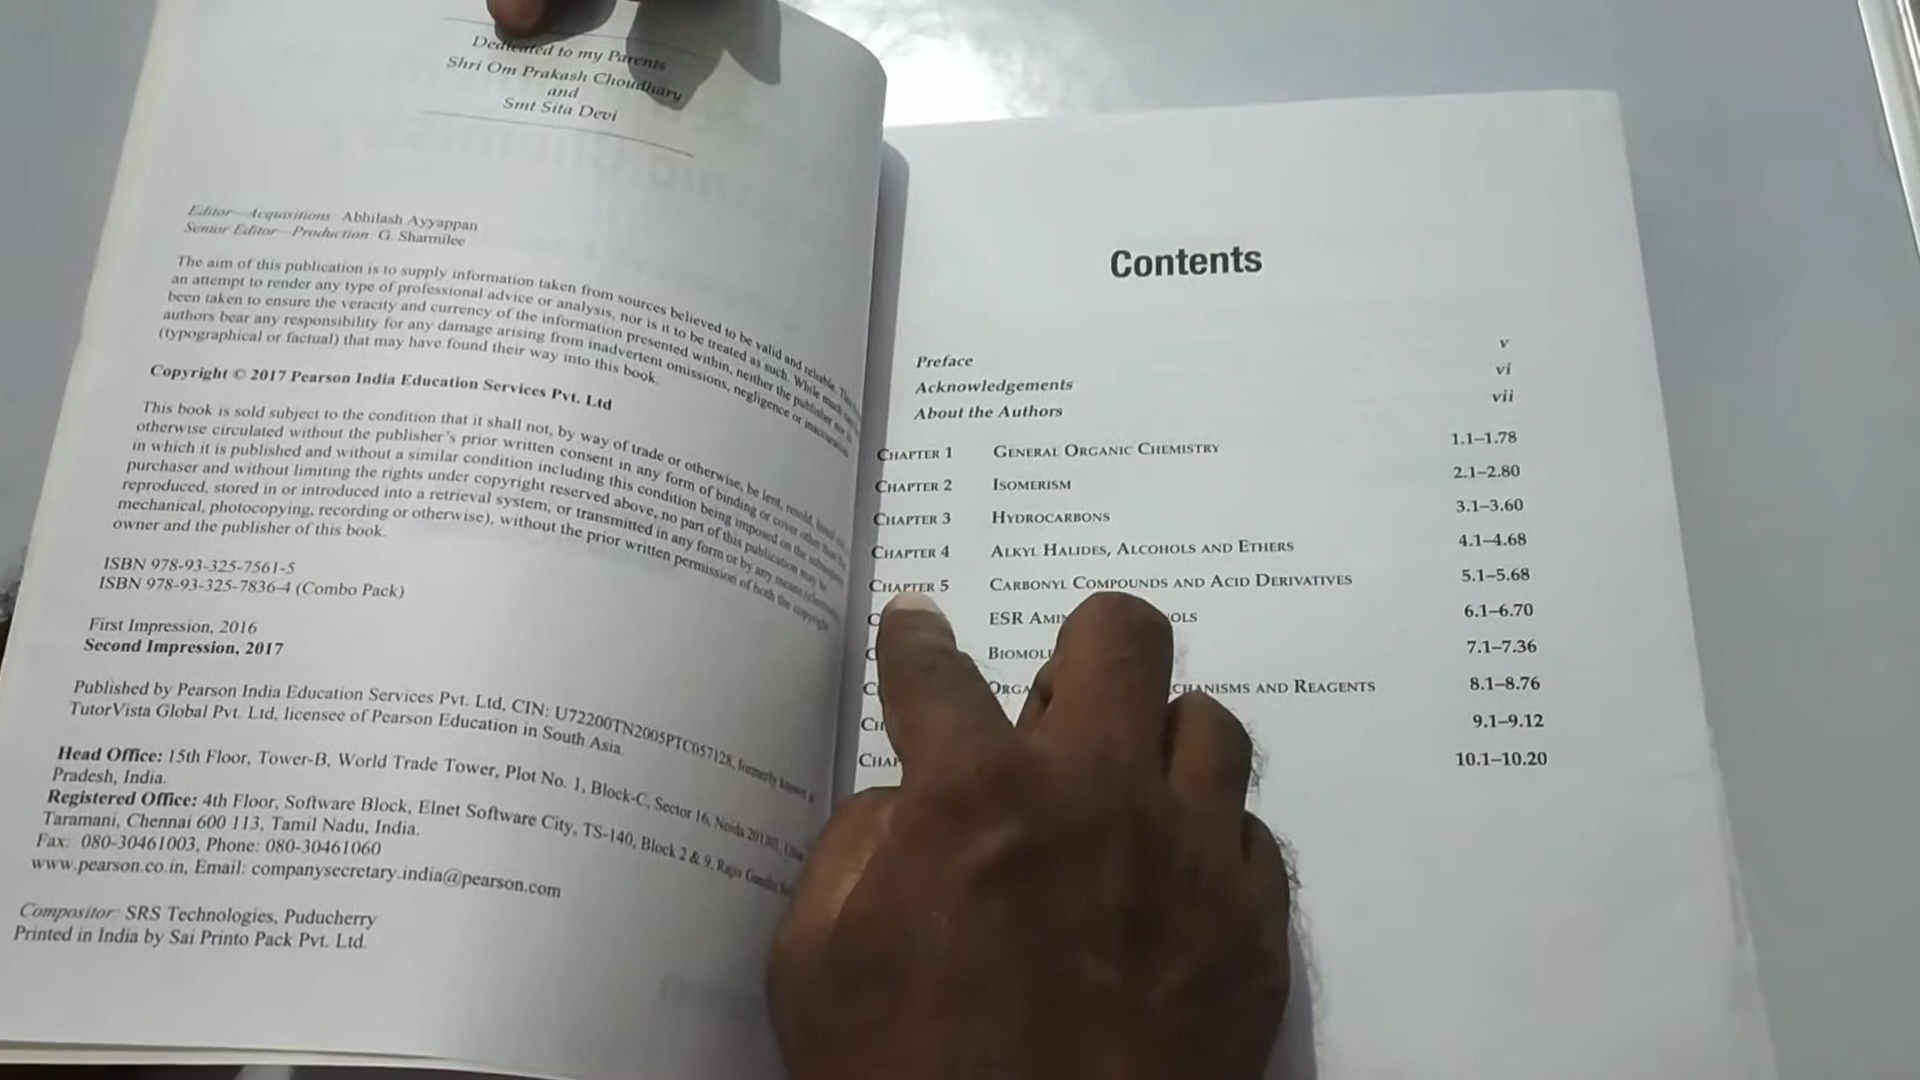 Dedicated to my Parents
Shri Om Prakash Choudhary
and
Smt Sita Devi
Editor—Acquisitions: Abhilash Ayyappan
Senior Editor—Production: G. Sharmilee
The aim of this publication is to supply information taken from sources believed to be valid and reliable. This
an attempt to render any type of professional advice or analysis, nor is it to be treated as such. While much
been taken to ensure the veracity and currency of the information presented within, neither the publisher nor
authors bear any responsibility for any damage arising from inadvertent omissions, negligence or inaccuracies
(typographical or factual) that may have found their way into this book.
Copyright © 2017 Pearson India Education Services Pvt. Ltd
This book is sold subject to the condition that it shall not, by way of trade or otherwise, be lent, resold,
otherwise circulated without the publisher's prior written consent in any form of binding or cover other than
in which it is published and without a similar condition including this condition being imposed on the subsequent
purchaser and without limiting the rights under copyright reserved above, no part of this publication may be
reproduced, stored in or introduced into a retrieval system, or transmitted in any form or by any means
mechanical, photocopying, recording or otherwise), without the prior written permission of both the copyright
owner and the publisher of this book.
ISBN 978-93-325-7561-5
ISBN 978-93-325-7836-4 (Combo Pack)
First Impression, 2016
Second Impression, 2017
Published by Pearson India Education Services Pvt. Ltd, CIN: U72200TN2005PTC057128, formerly known
TutorVista Global Pvt. Ltd, licensee of Pearson Education in South Asia.
Head Office: 15th Floor, Tower-B, World Trade Tower, Plot No. 1, Block-C, Sector 16, Noida
Pradesh, India.
Registered Office: 4th Floor, Software Block, Elnet Software City, TS-140, Block 2 & 9, Rajiv Gandhi
Taramani, Chennai 600 113, Tamil Nadu, India.
Fax: 080-30461003, Phone: 080-30461060
www.pearson.co.in, Email: companysecretary.india@pearson.com
Compositor: SRS Technologies, Puducherry
Printed in India by Sai Printo Pack Pvt. Ltd.
Contents
Preface v
Acknowledgements vi
About the Authors vii
CHAPTER 1 GENERAL ORGANIC CHEMISTRY 1.1–1.78
CHAPTER 2 ISOMERISM 2.1–2.80
CHAPTER 3 HYDROCARBONS 3.1–3.60
CHAPTER 4 ALKYL HALIDES, ALCOHOLS AND ETHERS 4.1–4.68
CHAPTER 5 CARBONYL COMPOUNDS AND ACID DERIVATIVES 5.1–5.68
ESR 6.1–6.70
7.1–7.36
AND REAGENTS 8.1–8.76
9.1–9.12
10.1–10.20